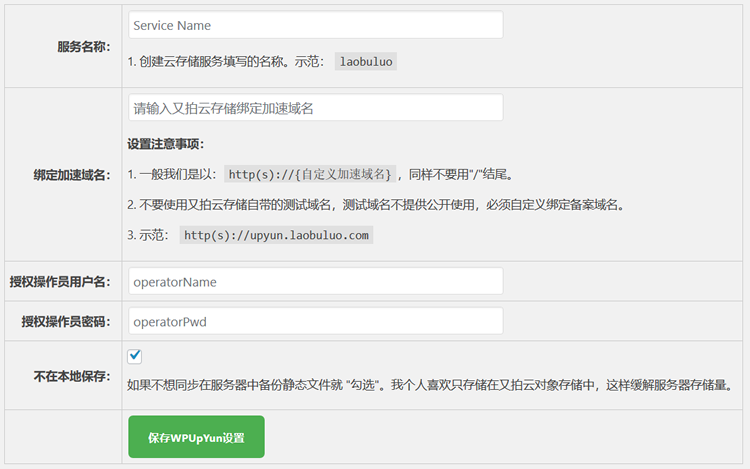 服务名称：
Service Name
1. 创建云存储服务填写的名称。示范： laobuluo
绑定加速域名：
请输入又拍云存储绑定加速域名
设置注意事项：
1. 一般我们是以： http(s)://{自定义加速域名} ，同样不要用"/"结尾。
2. 不要使用又拍云存储自带的测试域名，测试域名不提供公开使用，必须自定义绑定备案域名。
3. 示范： http(s)://upyun.laobuluo.com
授权操作员用户名：
operatorName
授权操作员密码：
operatorPwd
不在本地保存：
如果不想同步在服务器中备份静态文件就 "勾选"。我个人喜欢只存储在又拍云对象存储中，这样缓解服务器存储量。
保存WPUpYun设置